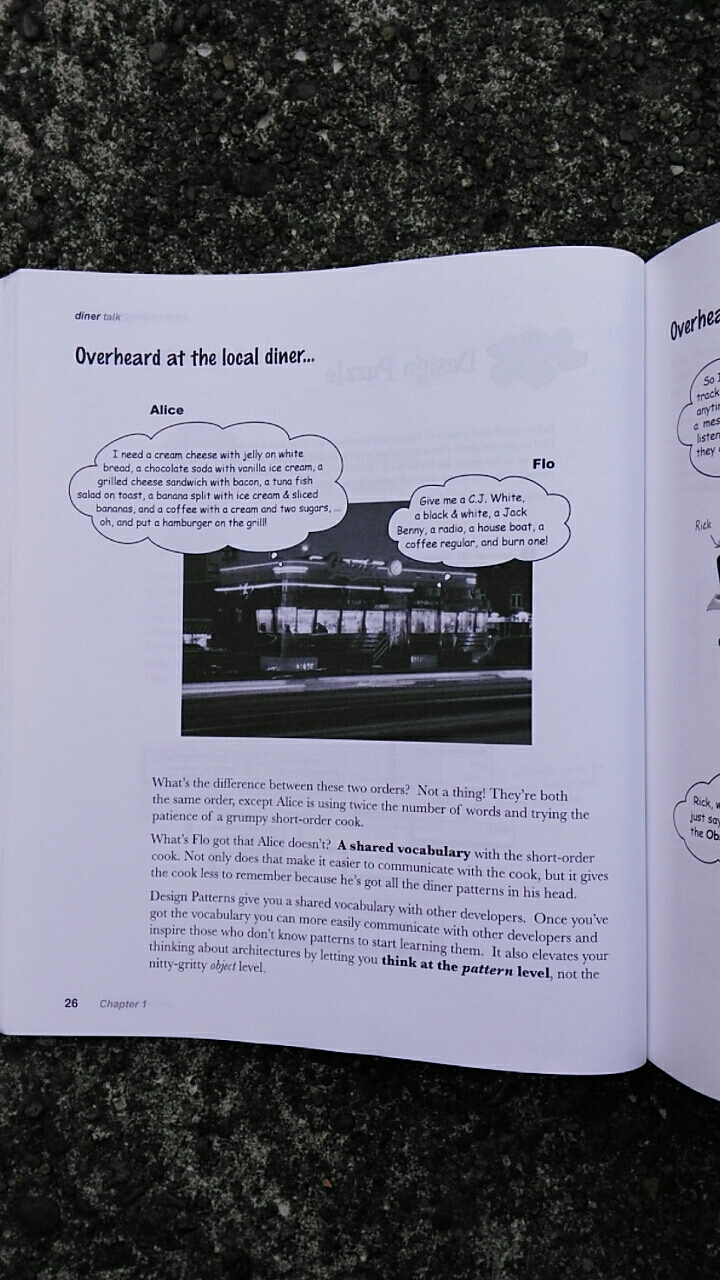 diner talk
Overheard at the local diner...
Alice
I need a cream cheese with jelly on white
bread, a chocolate soda with vanilla ice cream, a
grilled cheese sandwich with bacon, a tuna fish
salad on toast, a banana split with ice cream & sliced
bananas, and a coffee with a cream and two sugars, ...
oh, and put a hamburger on the grill!
Flo
Give me a C.J. White,
a black & white, a Jack
Benny, a radio, a house boat, a
coffee regular, and burn one!
What's the difference between these two orders? Not a thing! They're both
the same order, except Alice is using twice the number of words and trying the
patience of a grumpy short-order cook.
What's Flo got that Alice doesn't? A shared vocabulary with the short-order
cook. Not only does that make it easier to communicate with the cook, but it gives
the cook less to remember because he's got all the diner patterns in his head.
Design Patterns give you a shared vocabulary with other developers. Once you've
got the vocabulary you can more easily communicate with other developers and
inspire those who don't know patterns to start learning them. It also elevates your
thinking about architectures by letting you think at the pattern level, not the
nitty-gritty object level.
26 Chapter 1
Overhea
So I
track
anytim
a mes
listen
they
Rick
Rick, w
just say
the Ob